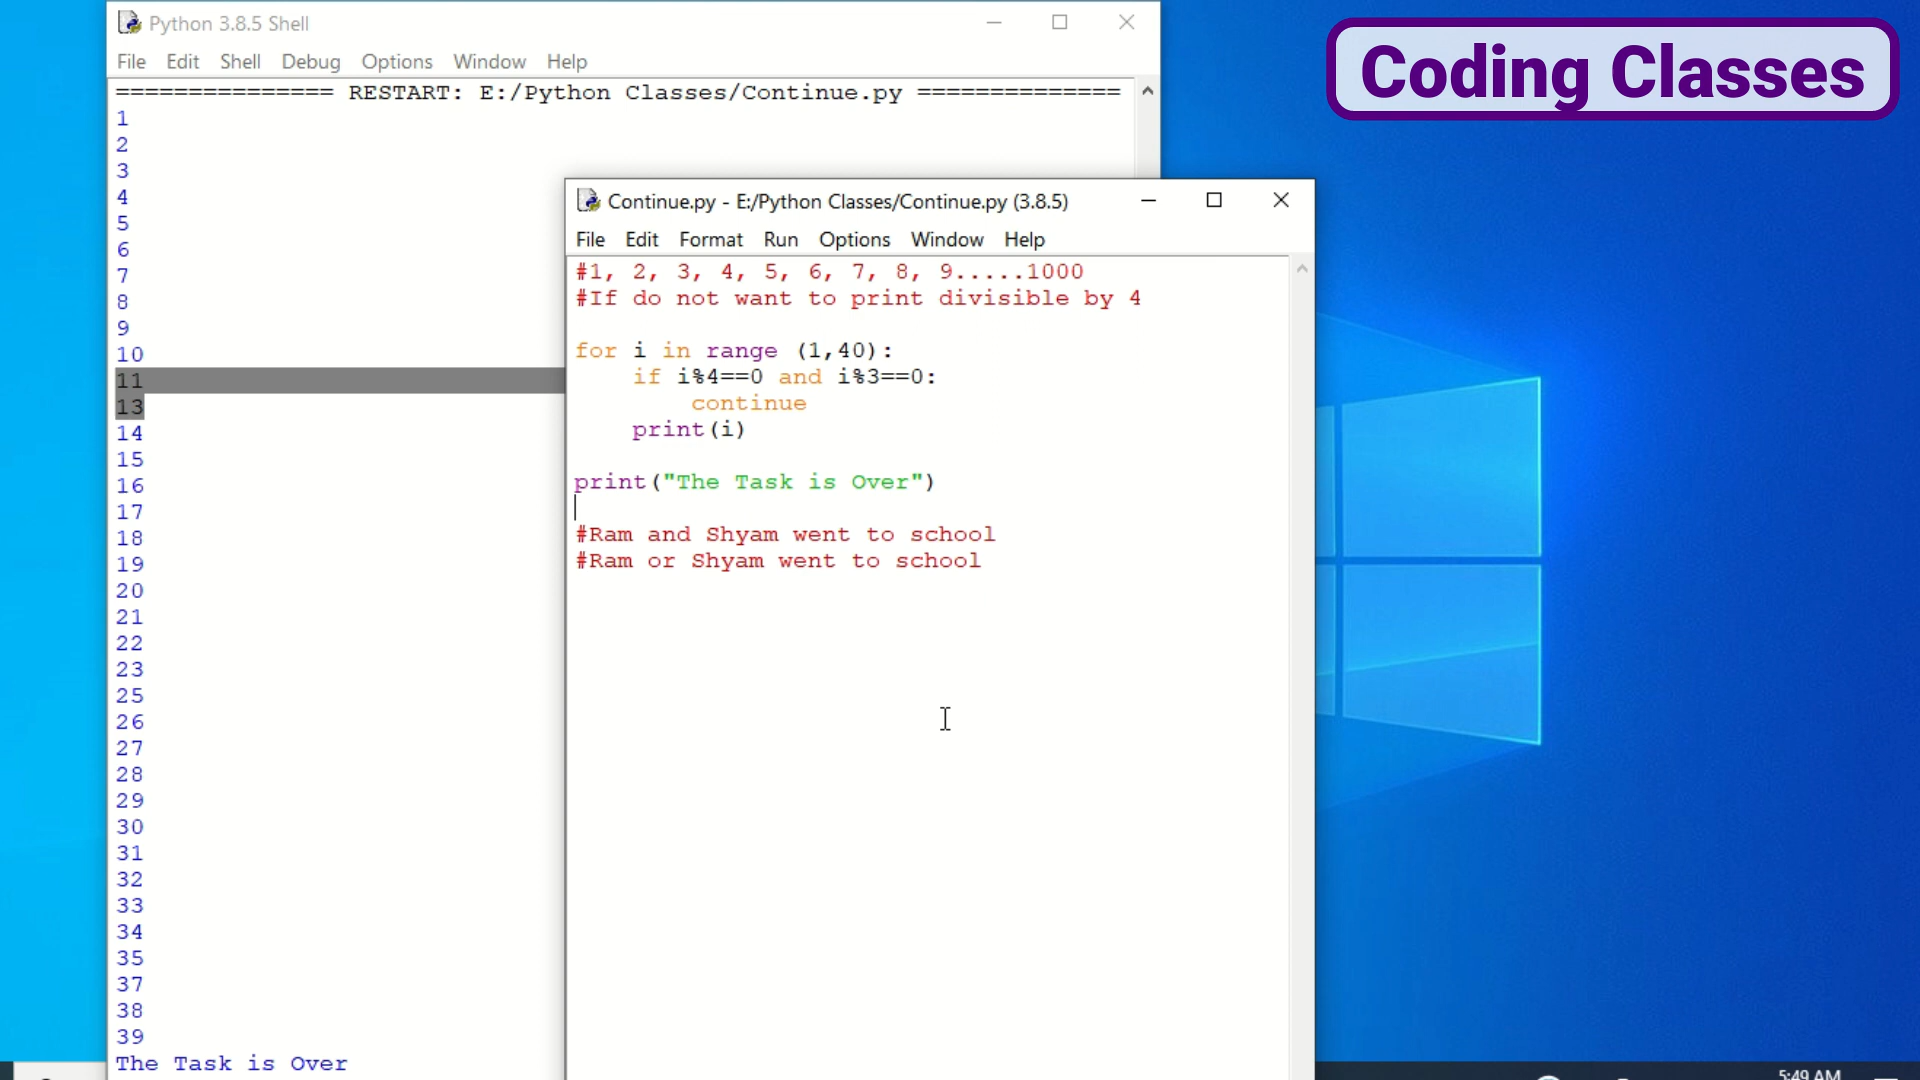 Python 3.8.5 Shell
File Edit Shell Debug Options Window Help
=============== RESTART: E:/Python Classes/Continue.py ==============
1
2
3
4
5
6
7
8
9
10
11
13
14
15
16
17
18
19
20
21
22
23
25
26
27
28
29
30
31
32
33
34
35
37
38
39
The Task is Over
Continue.py - E:/Python Classes/Continue.py (3.8.5)
File Edit Format Run Options Window Help
#1, 2, 3, 4, 5, 6, 7, 8, 9.....1000
#If do not want to print divisible by 4
for i in range (1,40):
    if i%4==0 and i%3==0:
        continue
    print(i)
print("The Task is Over")
#Ram and Shyam went to school
#Ram or Shyam went to school
Coding Classes
5:49 AM